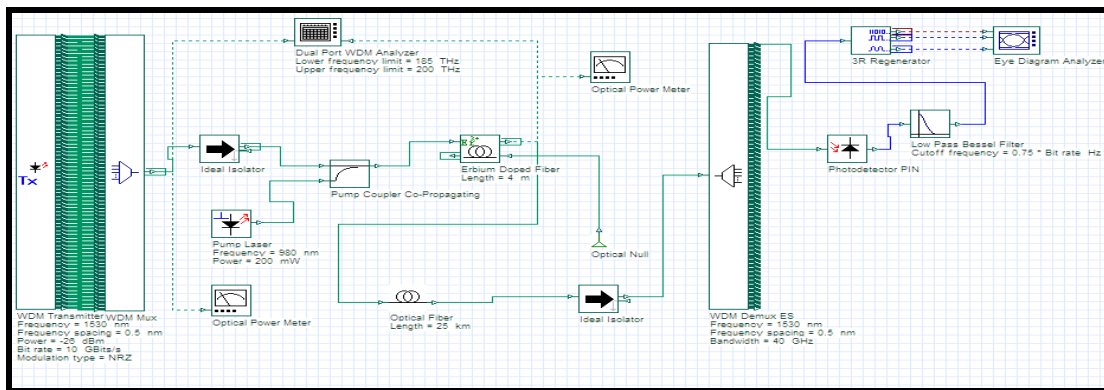 Dual Port WDM Analyzer
Lower frequency limit = 185 THz
Upper frequency limit = 200 THz
Optical Power Meter
3R Regenerator
Eye Diagram Analyzer
Tx
Ideal Isolator
Pump Coupler Co-Propagating
Erbium Doped Fiber
Length = 4 m
Low Pass Bessel Filter
Cutoff frequency = 0.75 * Bit rate Hz
Photodetector PIN
Pump Laser
Frequency = 980 nm
Power = 200 mW
Optical Null
WDM Transmitter WDM Mux
Frequency = 1530 nm
Frequency spacing = 0.5 nm
Power = -26 dBm
Bit rate = 10 GBits/s
Modulation type = NRZ
Optical Power Meter
Optical Fiber
Length = 25 km
Ideal Isolator
WDM Demux ES
Frequency = 1530 nm
Frequency spacing = 0.5 nm
Bandwidth = 40 GHz